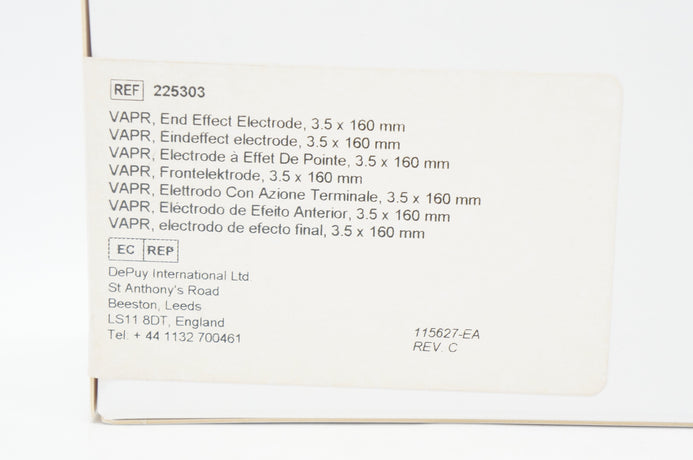 REF 225303
VAPR, End Effect Electrode, 3.5 x 160 mm
VAPR, Eindeffect electrode, 3.5 x 160 mm
VAPR, Electrode à Effet De Pointe, 3.5 x 160 mm
VAPR, Frontelektrode, 3.5 x 160 mm
VAPR, Elettrodo Con Azione Terminale, 3.5 x 160 mm
VAPR, Eléctrodo de Efeito Anterior, 3.5 x 160 mm
VAPR, electrodo de efecto final, 3.5 x 160 mm
EC REP
DePuy International Ltd
St Anthony's Road
Beeston, Leeds
LS11 8DT, England
Tel: + 44 1132 700461
115627-EA
REV. C